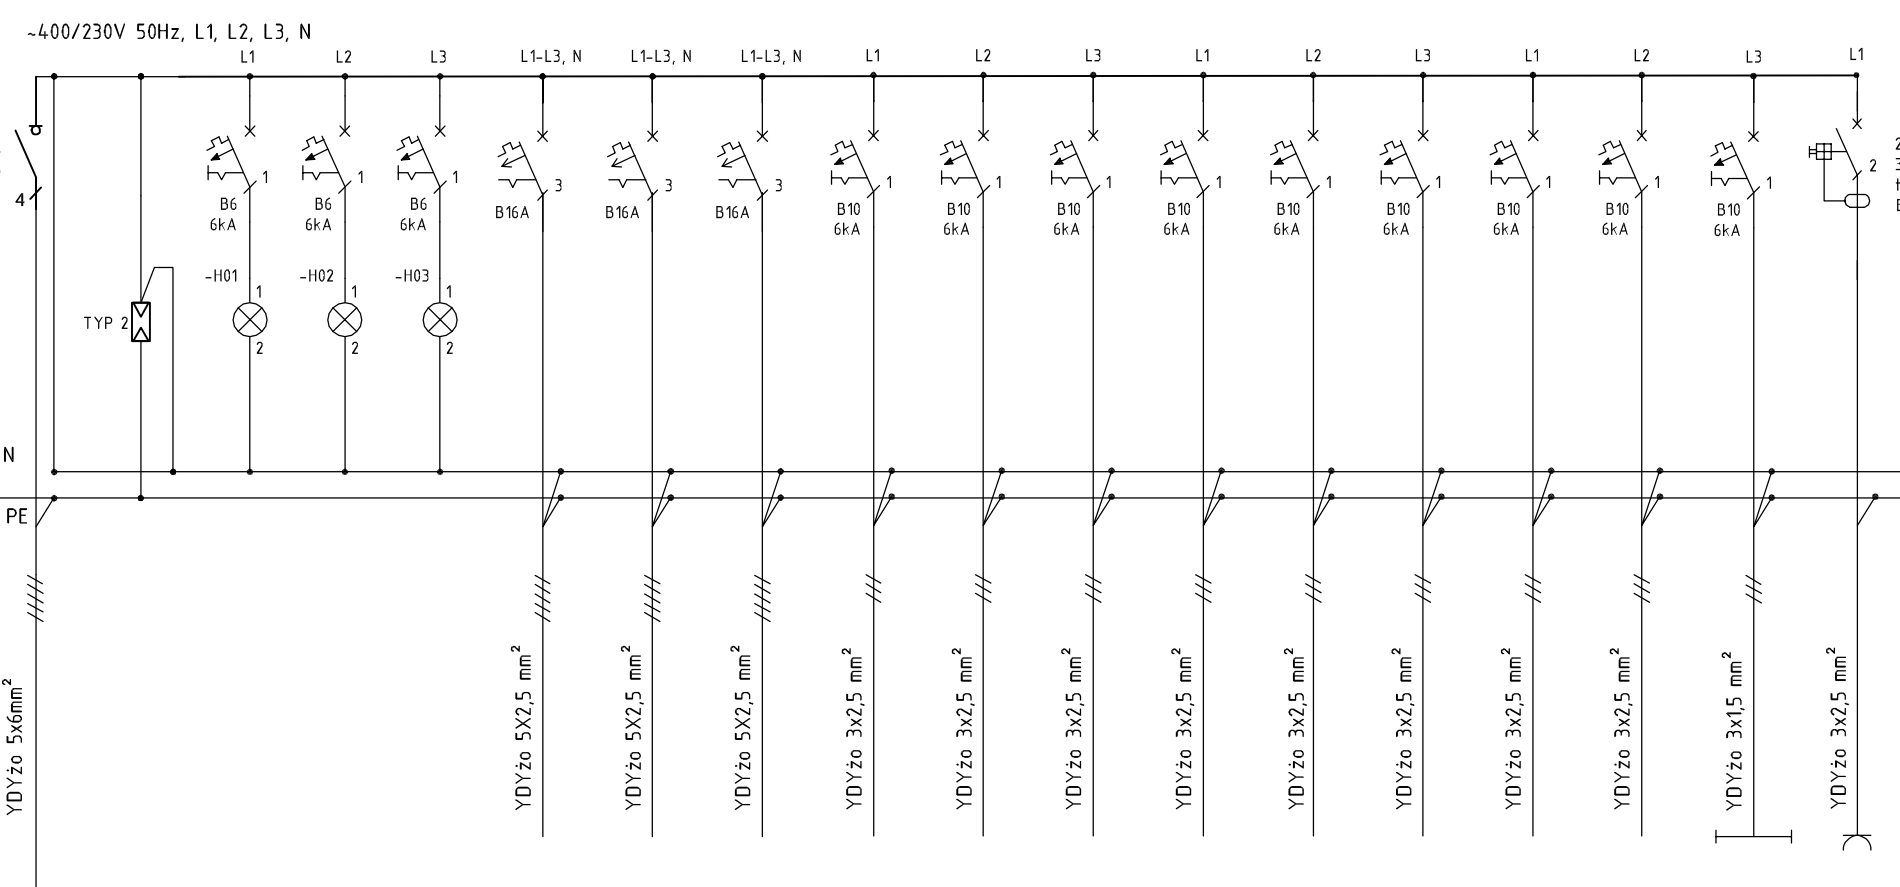 ~400/230V 50Hz, L1, L2, L3, N
L1
L2
L3
L1-L3, N
L1-L3, N
L1-L3, N
L1
L2
L3
L1
L2
L3
L1
L2
L3
L1
4
1
1
1
3
3
3
1
1
1
1
1
1
1
1
1
2
2
3
B6
6kA
B6
6kA
B6
6kA
B16A
B16A
B16A
B10
6kA
B10
6kA
B10
6kA
B10
6kA
B10
6kA
B10
6kA
B10
6kA
B10
6kA
B10
6kA
-H01
1
2
-H02
1
2
-H03
1
2
TYP 2
N
PE
YDYżo 5x6mm²
YDYżo 5X2,5 mm²
YDYżo 5X2,5 mm²
YDYżo 5X2,5 mm²
YDYżo 3x2,5 mm²
YDYżo 3x2,5 mm²
YDYżo 3x2,5 mm²
YDYżo 3x2,5 mm²
YDYżo 3x2,5 mm²
YDYżo 3x2,5 mm²
YDYżo 3x2,5 mm²
YDYżo 3x2,5 mm²
YDYżo 3x1,5 mm²
YDYżo 3x2,5 mm²